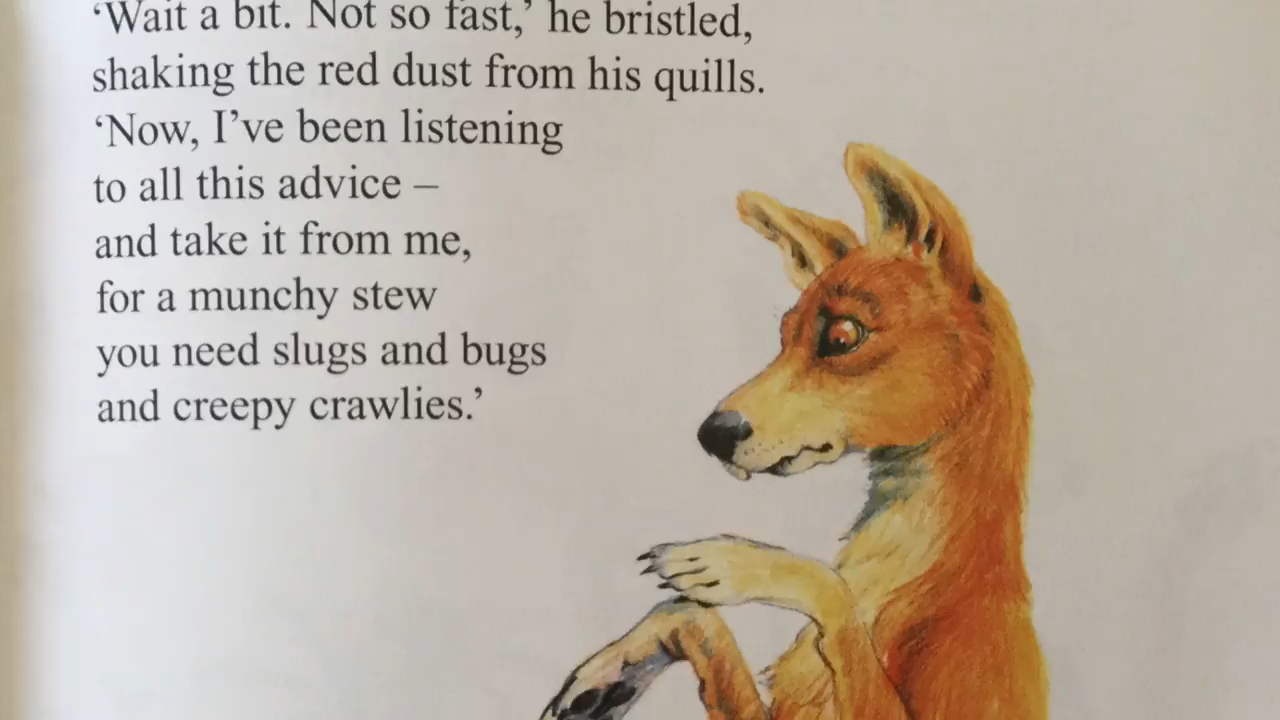 ‘Wait a bit. Not so fast,’ he bristled,
shaking the red dust from his quills.
‘Now, I’ve been listening
to all this advice –
and take it from me,
for a munchy stew
you need slugs and bugs
and creepy crawlies.’